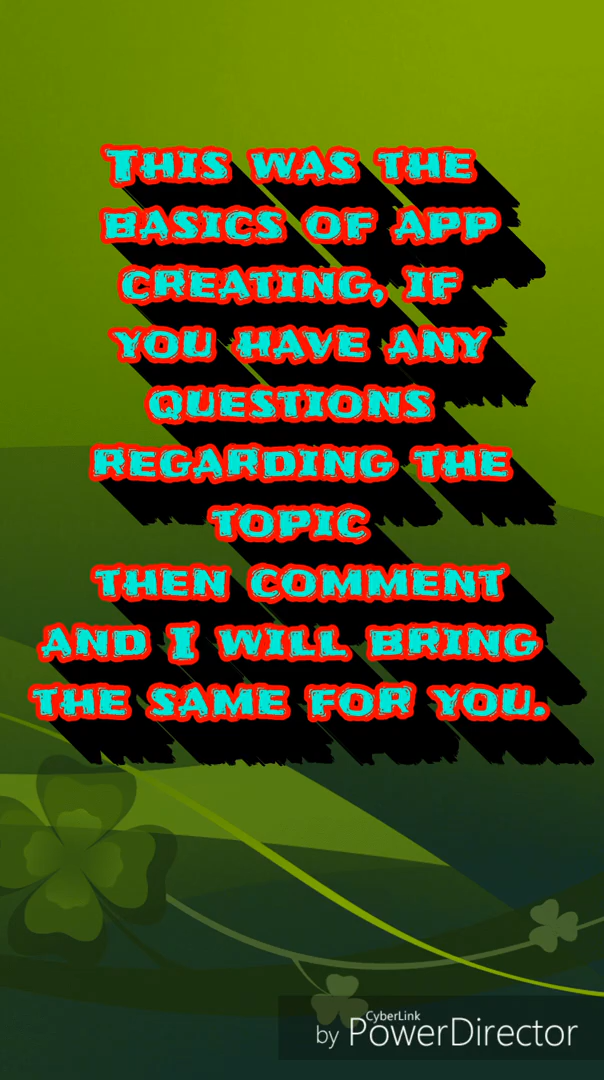 This was the
basics of app
creating, if
you have any
questions
regarding the
topic
then comment
and I will bring
the same for you.
CyberLink
by PowerDirector